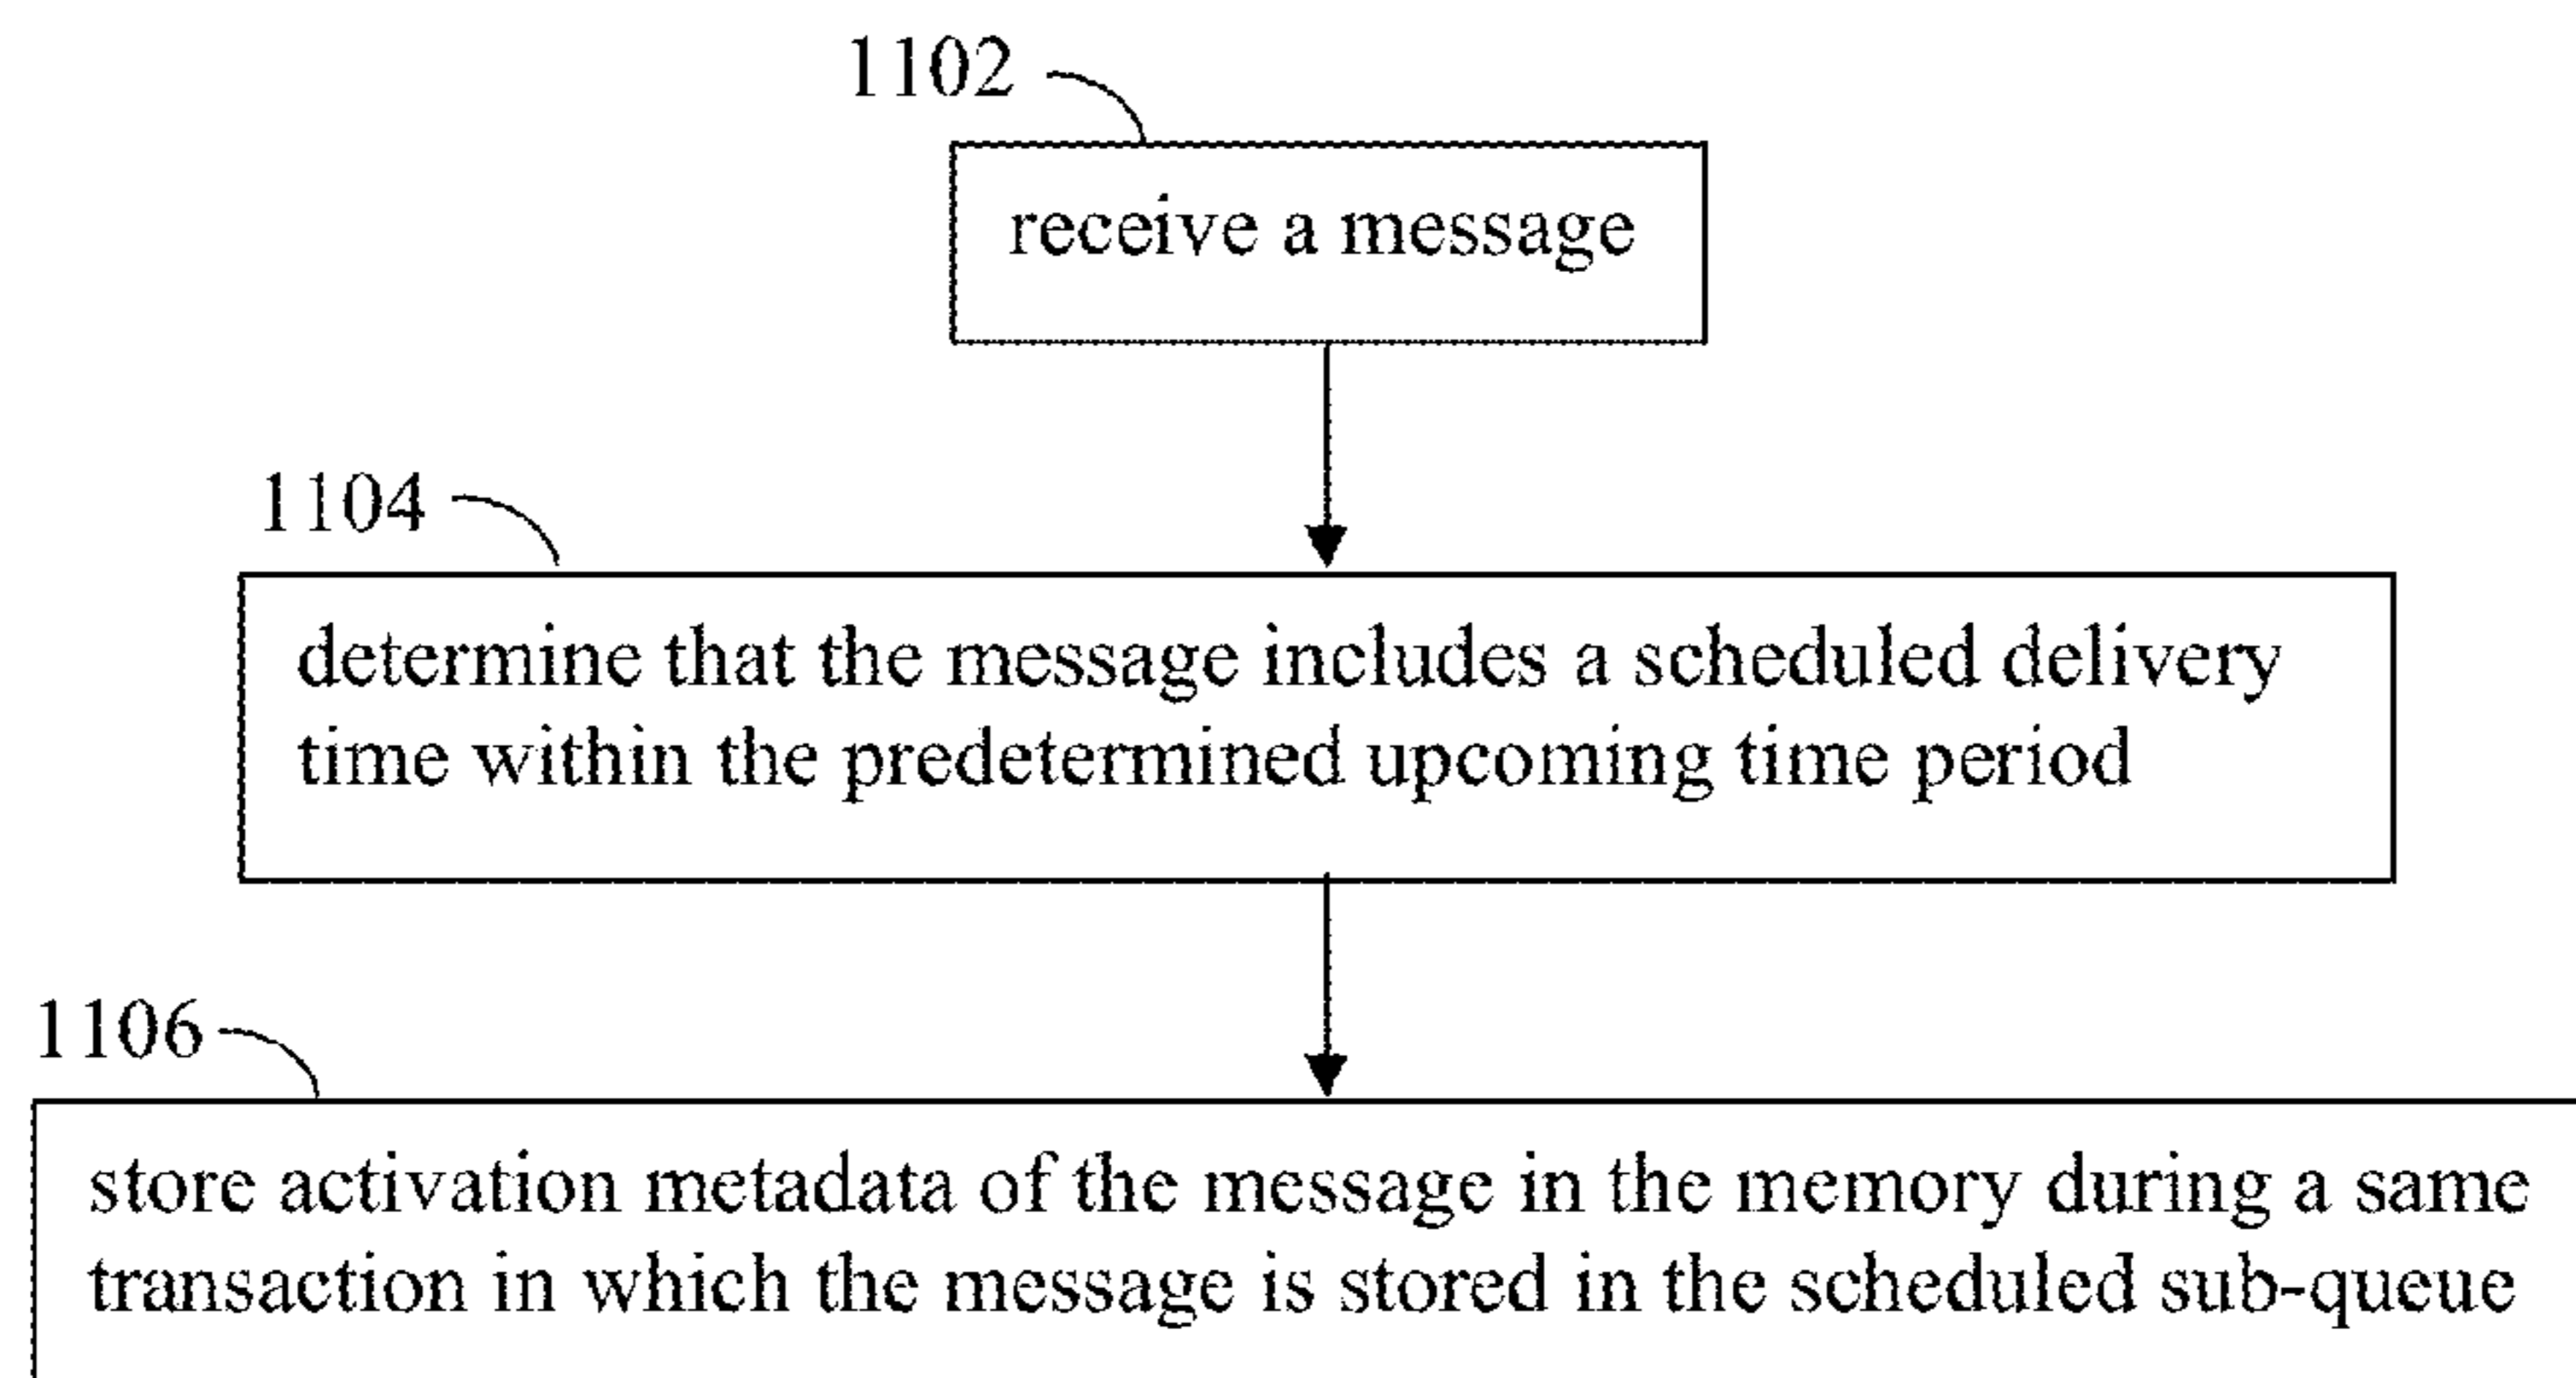 1102
receive a message
1104
determine that the message includes a scheduled delivery
time within the predetermined upcoming time period
1106
store activation metadata of the message in the memory during a same
transaction in which the message is stored in the scheduled sub-queue